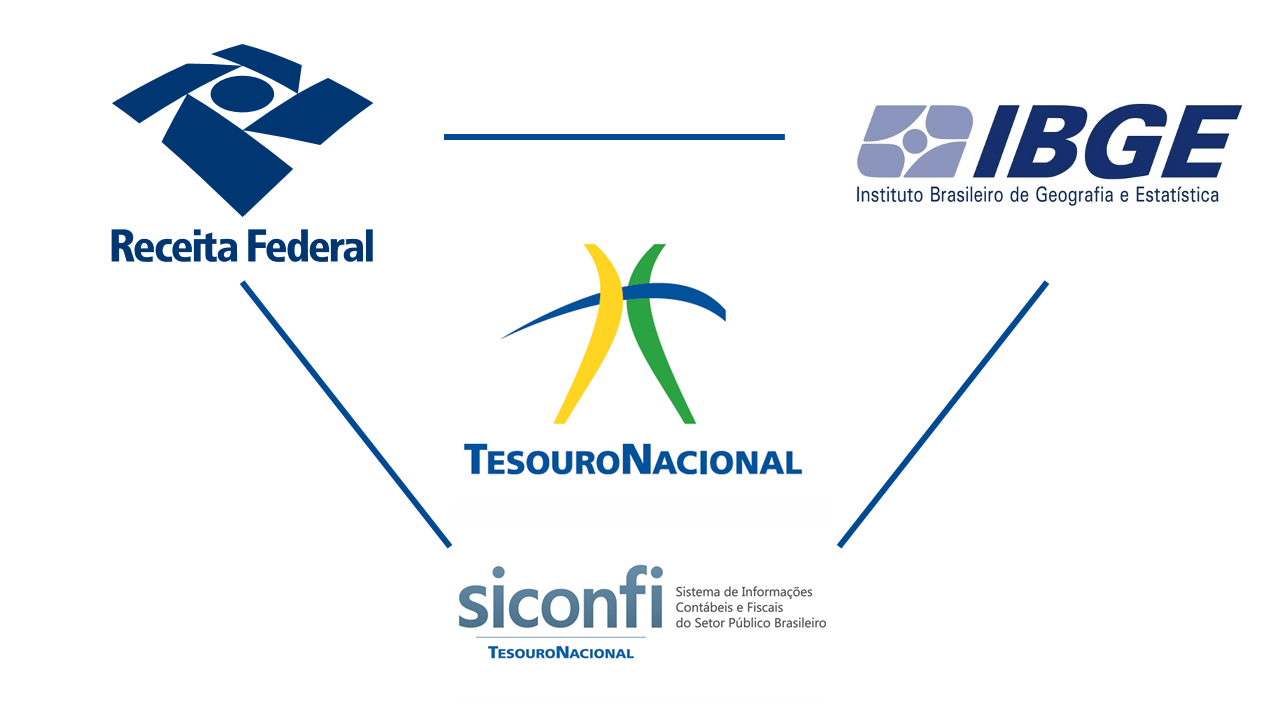 Receita Federal
IBGE
Instituto Brasileiro de Geografia e Estatística
TESOURONACIONAL
siconfi
Sistema de Informações
Contábeis e Fiscais
do Setor Público Brasileiro
TESOURONACIONAL